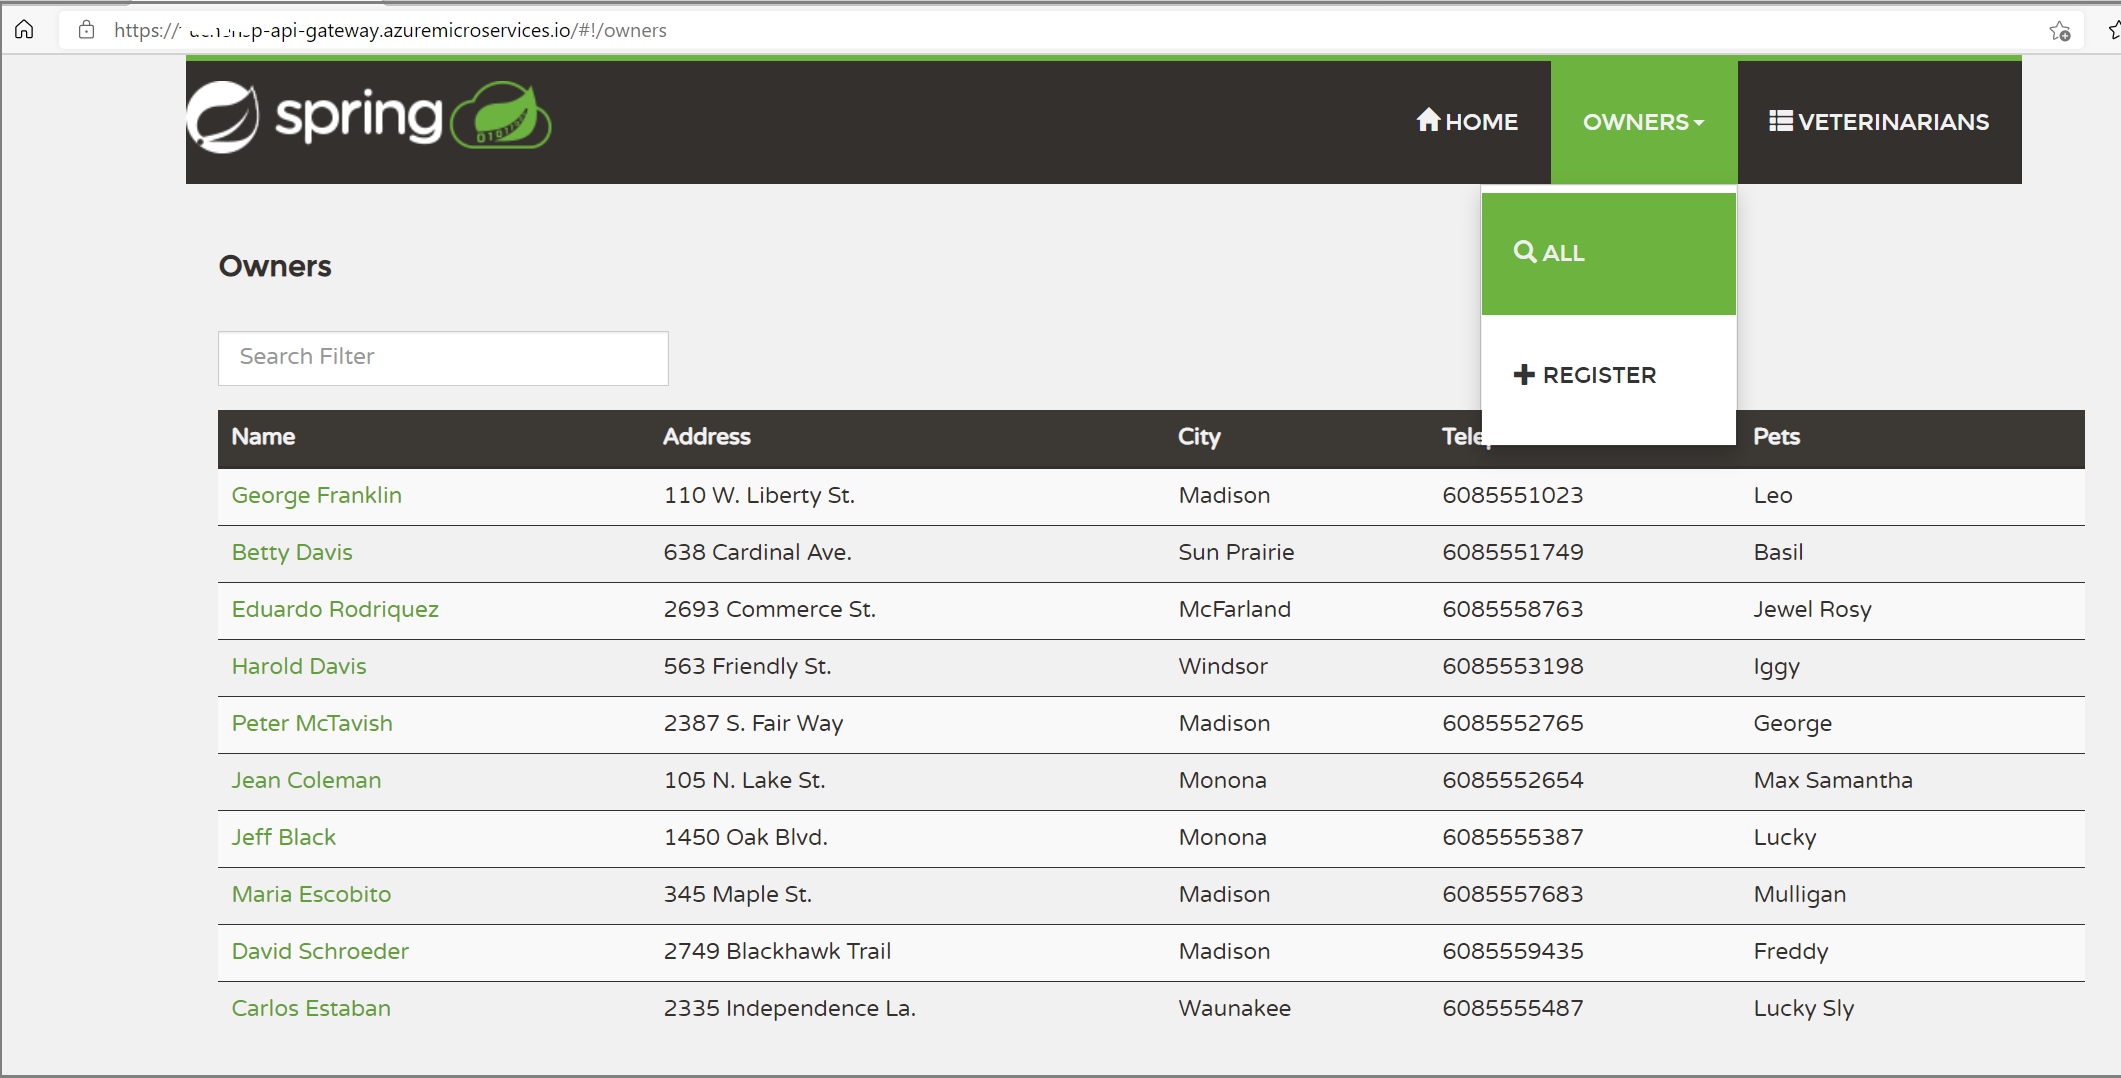 https:// sp-api-gateway.azuremicroservices.io/#!/owners
spring
HOME OWNERS VETERINARIANS
ALL
REGISTER
Owners
Search Filter
Name Address City Pets
George Franklin 110 W. Liberty St. Madison 6085551023 Leo
Betty Davis 638 Cardinal Ave. Sun Prairie 6085551749 Basil
Eduardo Rodriquez 2693 Commerce St. McFarland 6085558763 Jewel Rosy
Harold Davis 563 Friendly St. Windsor 6085553198 Iggy
Peter McTavish 2387 S. Fair Way Madison 6085552765 George
Jean Coleman 105 N. Lake St. Monona 6085552654 Max Samantha
Jeff Black 1450 Oak Blvd. Monona 6085555387 Lucky
Maria Escobito 345 Maple St. Madison 6085557683 Mulligan
David Schroeder 2749 Blackhawk Trail Madison 6085559435 Freddy
Carlos Estaban 2335 Independence La. Waunakee 6085555487 Lucky Sly